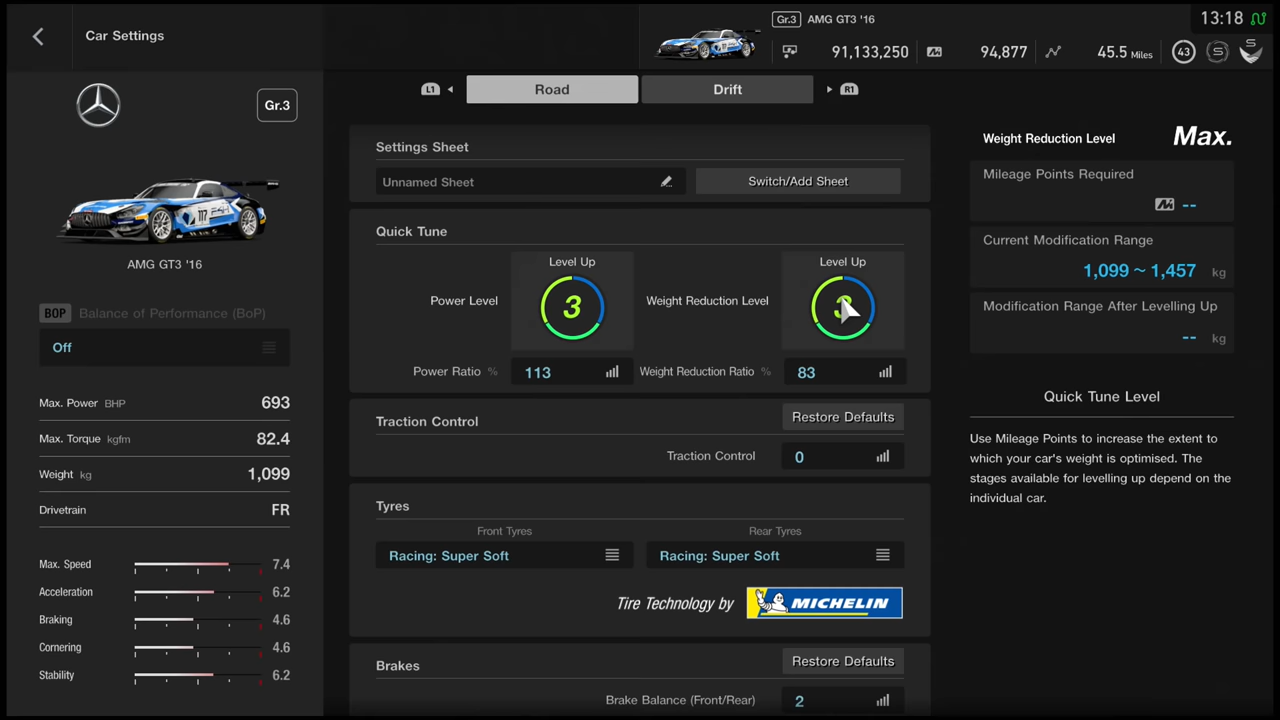 Car Settings
Gr.3 AMG GT3 '16
13:18
91,133,250 94,877 45.5 Miles 43 S S
Gr.3
AMG GT3 '16
BOP Balance of Performance (BoP)
Off
Max. Power BHP 693
Max. Torque kgfm 82.4
Weight kg 1,099
Drivetrain FR
Max. Speed 7.4
Acceleration 6.2
Braking 4.6
Cornering 4.6
Stability 6.2
L1 Road Drift R1
Settings Sheet
Unnamed Sheet Switch/Add Sheet
Quick Tune
Level Up Level Up
Power Level 3 Weight Reduction Level 3
Power Ratio % 113 Weight Reduction Ratio % 83
Traction Control Restore Defaults
Traction Control 0
Tyres
Front Tyres Rear Tyres
Racing: Super Soft Racing: Super Soft
Tire Technology by MICHELIN
Brakes Restore Defaults
Brake Balance (Front/Rear) 2
Weight Reduction Level Max.
Mileage Points Required
--
Current Modification Range
1,099 ~ 1,457 kg
Modification Range After Levelling Up
-- kg
Quick Tune Level
Use Mileage Points to increase the extent to
which your car's weight is optimised. The
stages available for levelling up depend on the
individual car.